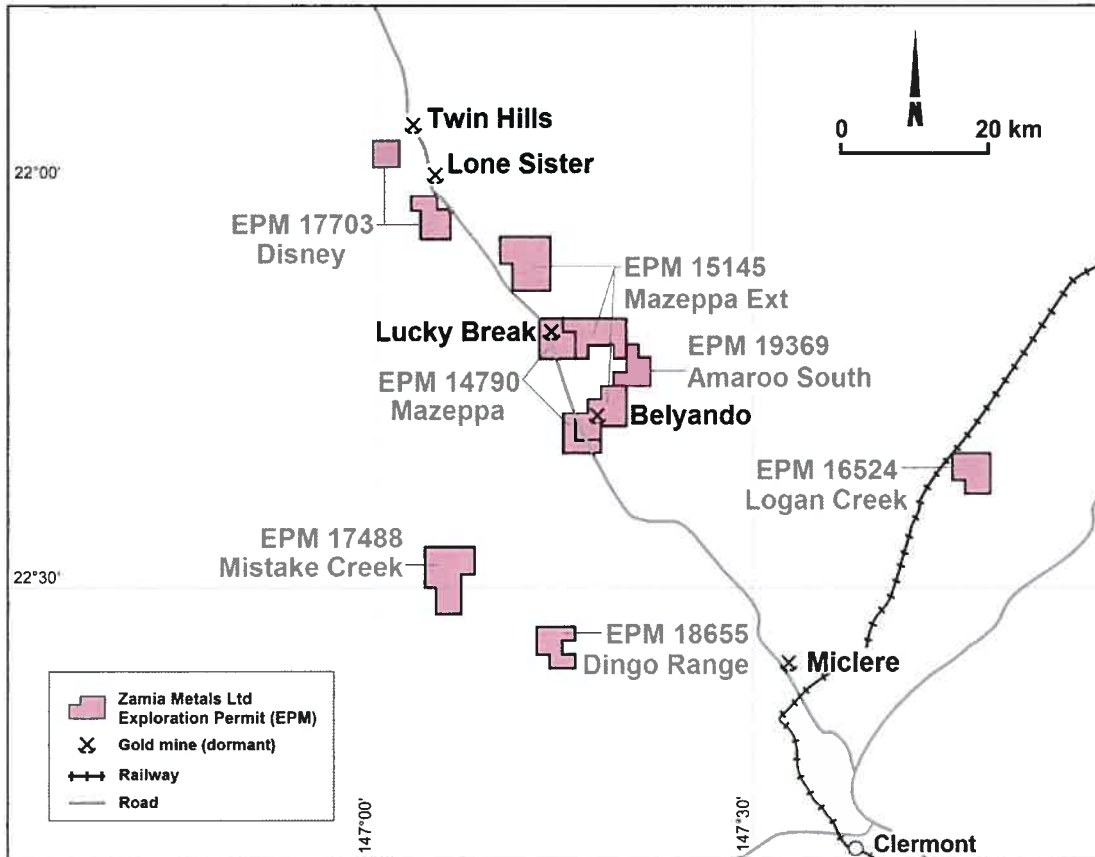 Twin Hills
N
0 20 km
22°00'
Lone Sister
EPM 17703
Disney
EPM 15145
Mazeppa Ext
Lucky Break
EPM 19369
Amaroo South
EPM 14790
Mazeppa
Belyando
L
EPM 16524
Logan Creek
EPM 17488
Mistake Creek
22°30'
EPM 18655
Dingo Range
Miclere
Zamia Metals Ltd
Exploration Permit (EPM)
Gold mine (dormant)
Railway
Road
147°00'
147°30'
Clermont